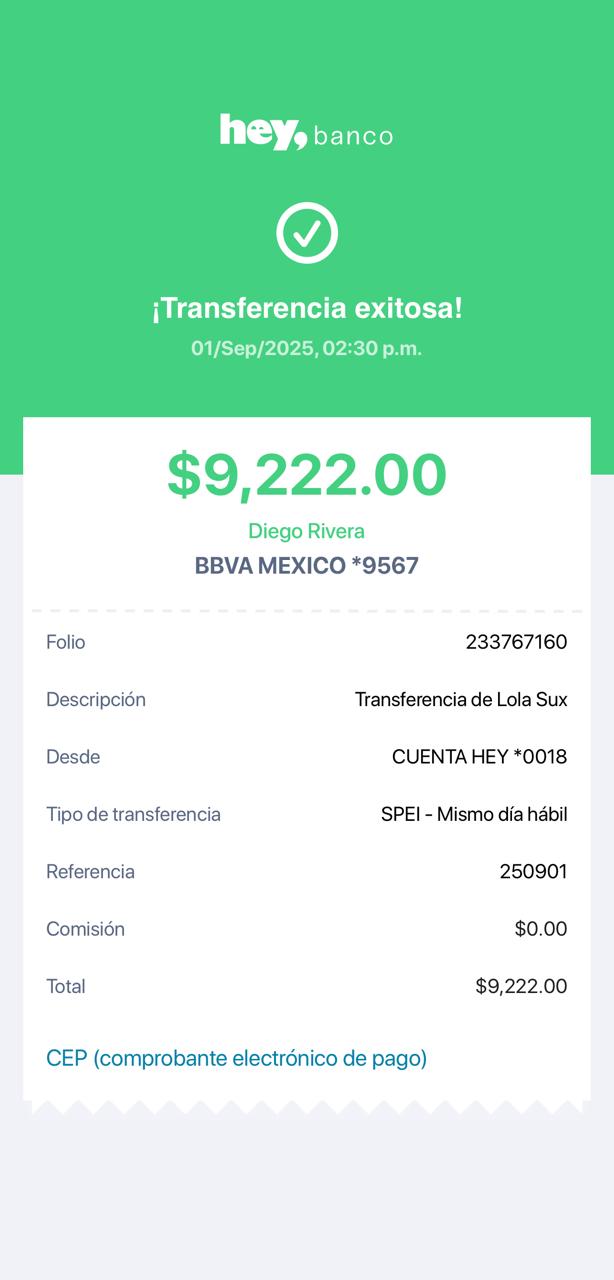 hey, banco
¡Transferencia exitosa!
01/Sep/2025, 02:30 p.m.
$9,222.00
Diego Rivera
BBVA MEXICO *9567
Folio 233767160
Descripción Transferencia de Lola Sux
Desde CUENTA HEY *0018
Tipo de transferencia SPEI - Mismo día hábil
Referencia 250901
Comisión $0.00
Total $9,222.00
CEP (comprobante electrónico de pago)